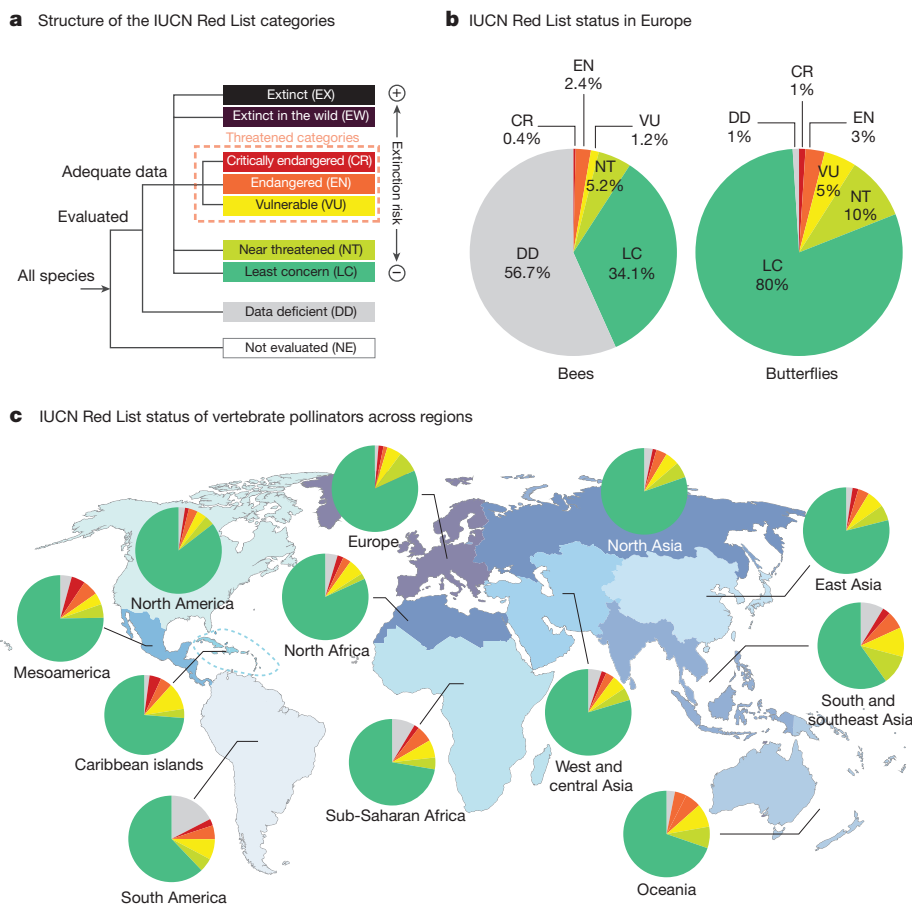 a Structure of the IUCN Red List categories
Extinct (EX)
Extinct in the wild (EW)
Threatened categories
Critically endangered (CR)
Endangered (EN)
Vulnerable (VU)
Near threatened (NT)
Least concern (LC)
Data deficient (DD)
Not evaluated (NE)
Adequate data
Evaluated
All species
+
Extinction risk
−
b IUCN Red List status in Europe
EN
2.4%
CR
0.4%
VU
1.2%
NT
5.2%
DD
56.7%
LC
34.1%
Bees
CR
1%
DD
1%
EN
3%
VU
5%
NT
10%
LC
80%
Butterflies
c IUCN Red List status of vertebrate pollinators across regions
Europe
North Asia
East Asia
North America
North Africa
Mesoamerica
South and
southeast Asia
Caribbean islands
West and
central Asia
Sub-Saharan Africa
South America
Oceania